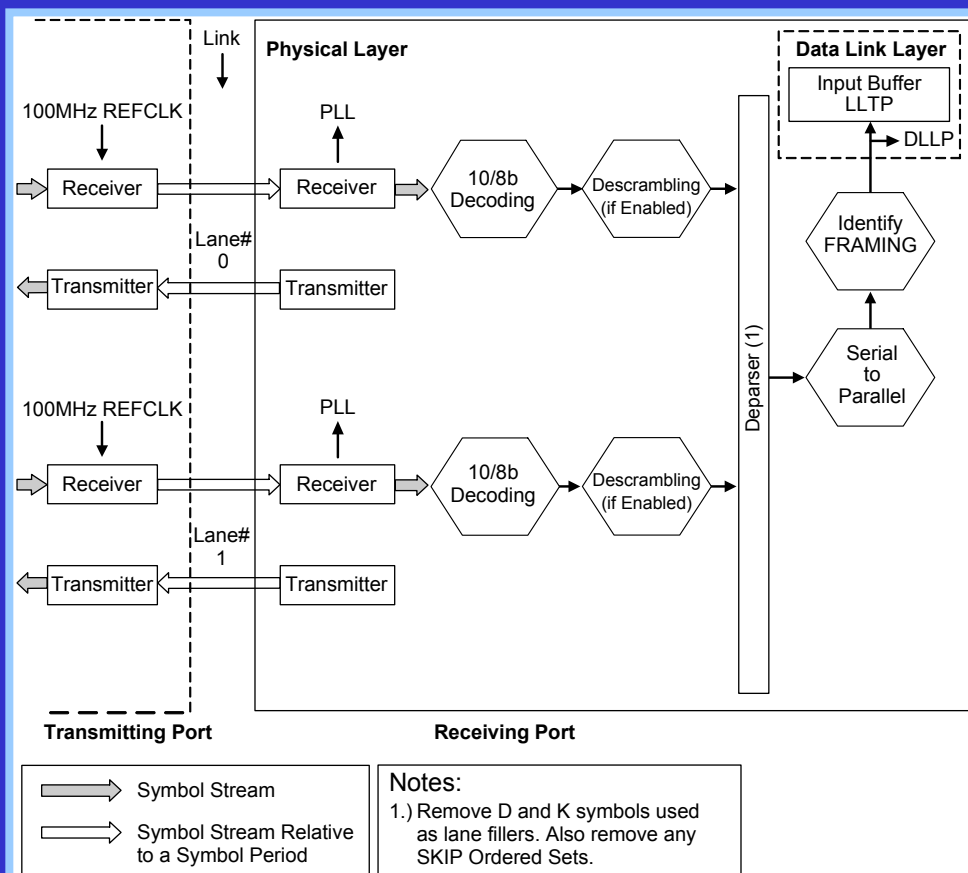 Link
Physical Layer
Data Link Layer
Input Buffer
LLTP
DLLP
100MHz REFCLK
PLL
Receiver
Receiver
10/8b
Decoding
Descrambling
(if Enabled)
Identify
FRAMING
Lane#
0
Transmitter
Transmitter
Deparser (1)
Serial
to
Parallel
100MHz REFCLK
PLL
Receiver
Receiver
10/8b
Decoding
Descrambling
(if Enabled)
Lane#
1
Transmitter
Transmitter
Transmitting Port
Receiving Port
Symbol Stream
Symbol Stream Relative
to a Symbol Period
Notes:
1.) Remove D and K symbols used
as lane fillers. Also remove any
SKIP Ordered Sets.